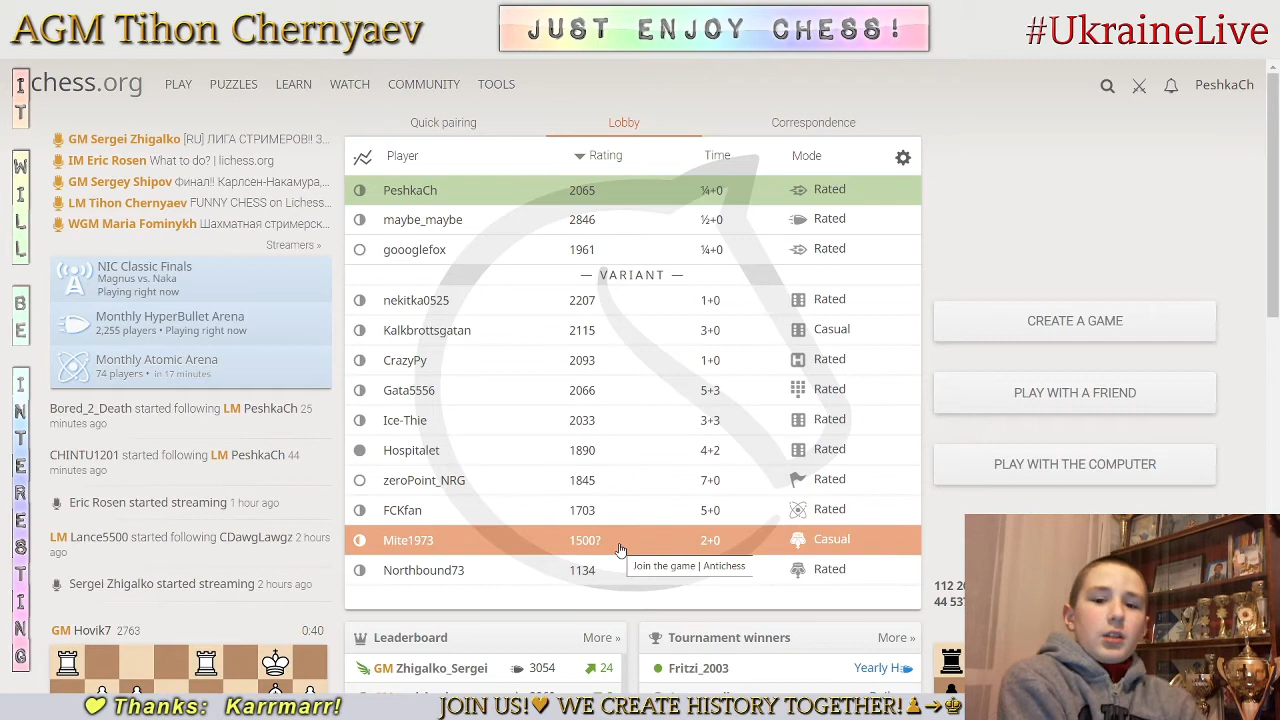 AGM Tihon Chernyaev
JUST ENJOY CHESS!
#UkraineLive
IT WILL BE INTERESTING
chess.org
PLAY PUZZLES LEARN WATCH COMMUNITY TOOLS
PeshkaCh
GM Sergei Zhigalko [RU] ЛИГА СТРИМЕРОВ!! 3...
IM Eric Rosen What to do? | lichess.org
GM Sergey Shipov Финал!! Карлсен-Накамура,...
LM Tihon Chernyaev FUNNY CHESS on Lichess...
WGM Maria Fominykh Шахматная стримерск...
Streamers »
NIC Classic Finals
Magnus vs. Naka
Playing right now
Monthly HyperBullet Arena
2,255 players • Playing right now
Monthly Atomic Arena
74 players • in 17 minutes
Bored_2_Death started following LM PeshkaCh 25
minutes ago
CHINTU1301 started following LM PeshkaCh 44
minutes ago
Eric Rosen started streaming 1 hour ago
LM Lance5500 started following CDawgLawgz 2 hours
ago
Sergei Zhigalko started streaming 2 hours ago
GM Hovik7 2763 0:40
Quick pairing Lobby Correspondence
Player Rating Time Mode
PeshkaCh 2065 ¼+0 Rated
maybe_maybe 2846 ½+0 Rated
goooglefox 1961 ¼+0 Rated
— VARIANT —
nekitka0525 2207 1+0 Rated
Kalkbrottsgatan 2115 3+0 Casual
CrazyPy 2093 1+0 Rated
Gata5556 2066 5+3 Rated
Ice-Thie 2033 3+3 Rated
Hospitalet 1890 4+2 Rated
zeroPoint_NRG 1845 7+0 Rated
FCKfan 1703 5+0 Rated
Mite1973 1500? 2+0 Casual
Join the game | Antichess
Northbound73 1134 Rated
Leaderboard More »
GM Zhigalko_Sergei 3054 24
Tournament winners More »
Fritzi_2003 Yearly H
CREATE A GAME
PLAY WITH A FRIEND
PLAY WITH THE COMPUTER
112 20
44 537
Thanks: Karrmarr!
JOIN US! WE CREATE HISTORY TOGETHER!